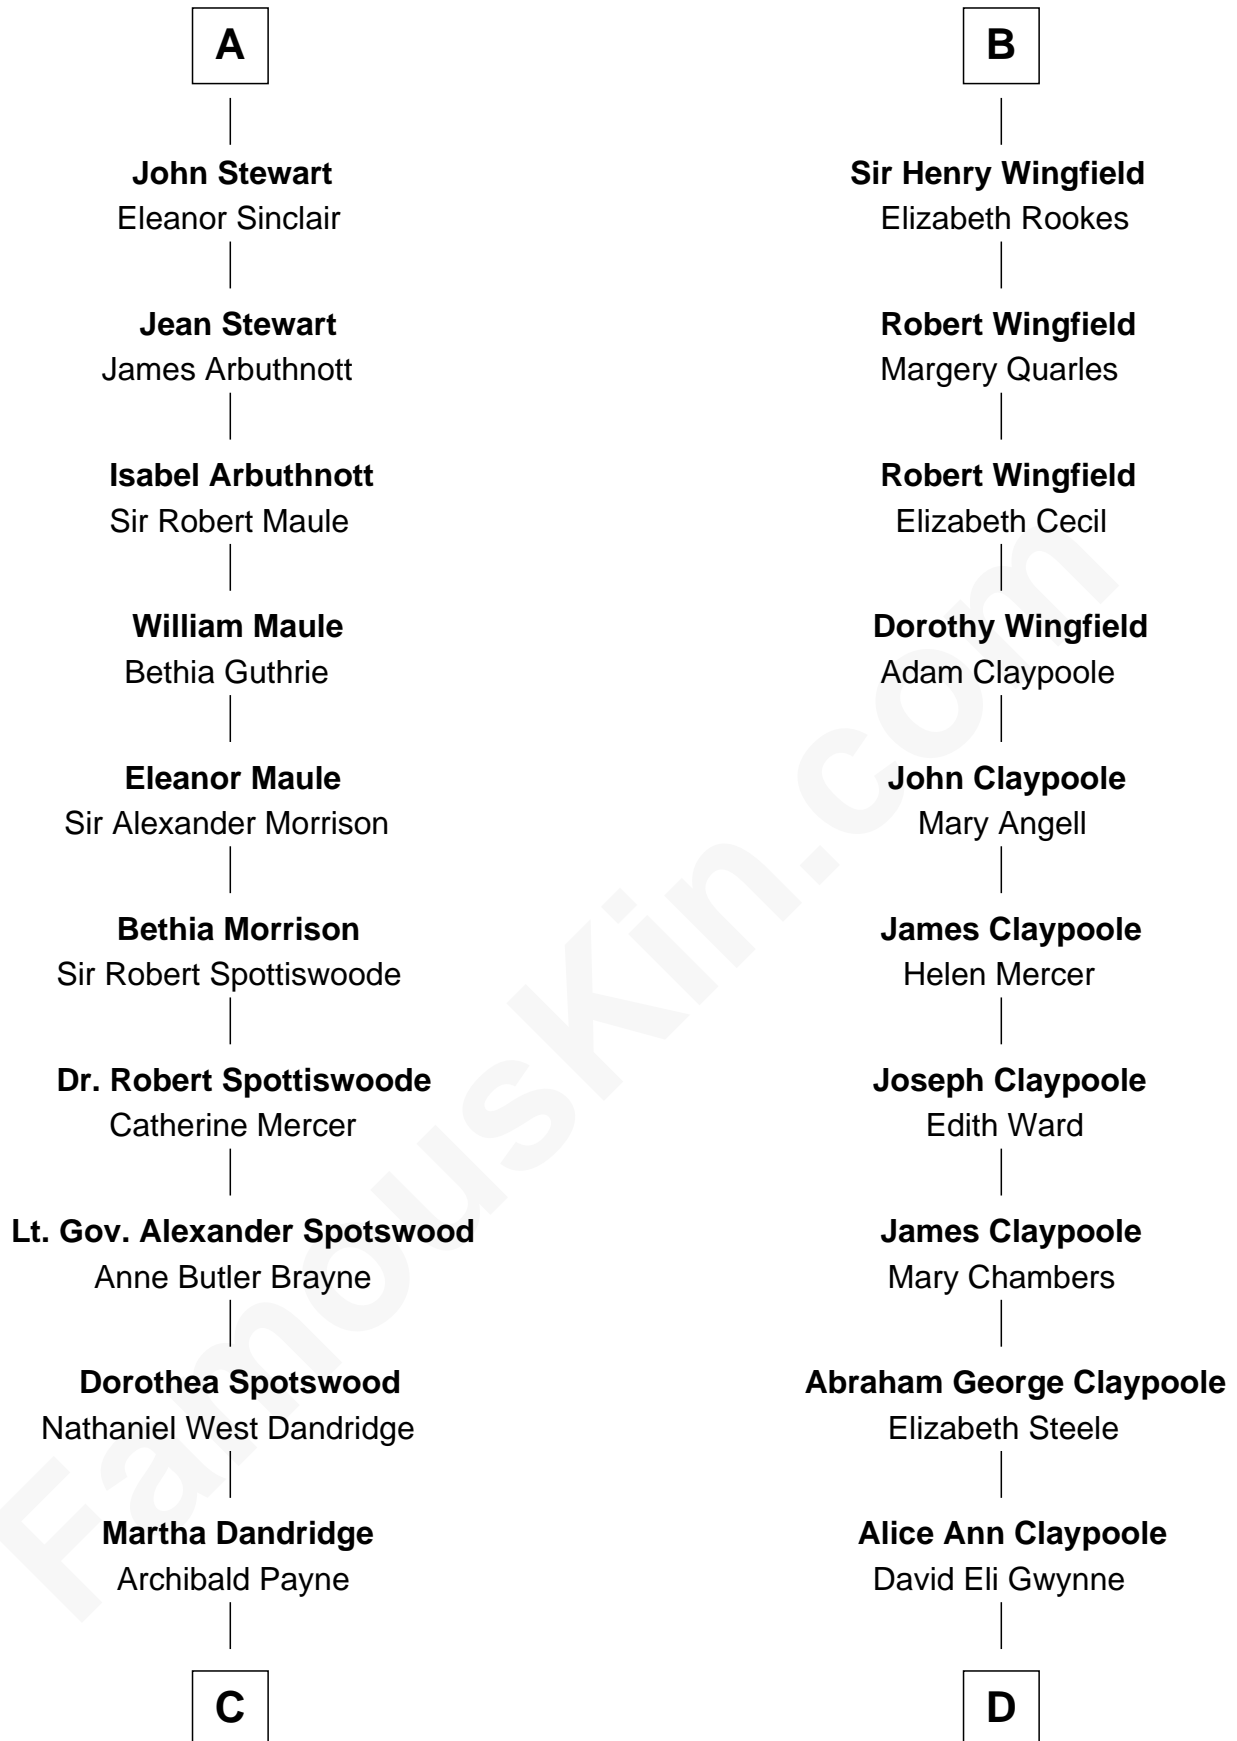 A
John Stewart
Eleanor Sinclair
Jean Stewart
James Arbuthnott
Isabel Arbuthnott
Sir Robert Maule
William Maule
Bethia Guthrie
Eleanor Maule
Sir Alexander Morrison
Bethia Morrison
Sir Robert Spottiswoode
Dr. Robert Spottiswoode
Catherine Mercer
Lt. Gov. Alexander Spotswood
Anne Butler Brayne
Dorothea Spotswood
Nathaniel West Dandridge
Martha Dandridge
Archibald Payne
C
B
Sir Henry Wingfield
Elizabeth Rookes
Robert Wingfield
Margery Quarles
Robert Wingfield
Elizabeth Cecil
Dorothy Wingfield
Adam Claypoole
John Claypoole
Mary Angell
James Claypoole
Helen Mercer
Joseph Claypoole
Edith Ward
James Claypoole
Mary Chambers
Abraham George Claypoole
Elizabeth Steele
Alice Ann Claypoole
David Eli Gwynne
D
FamousKin.com